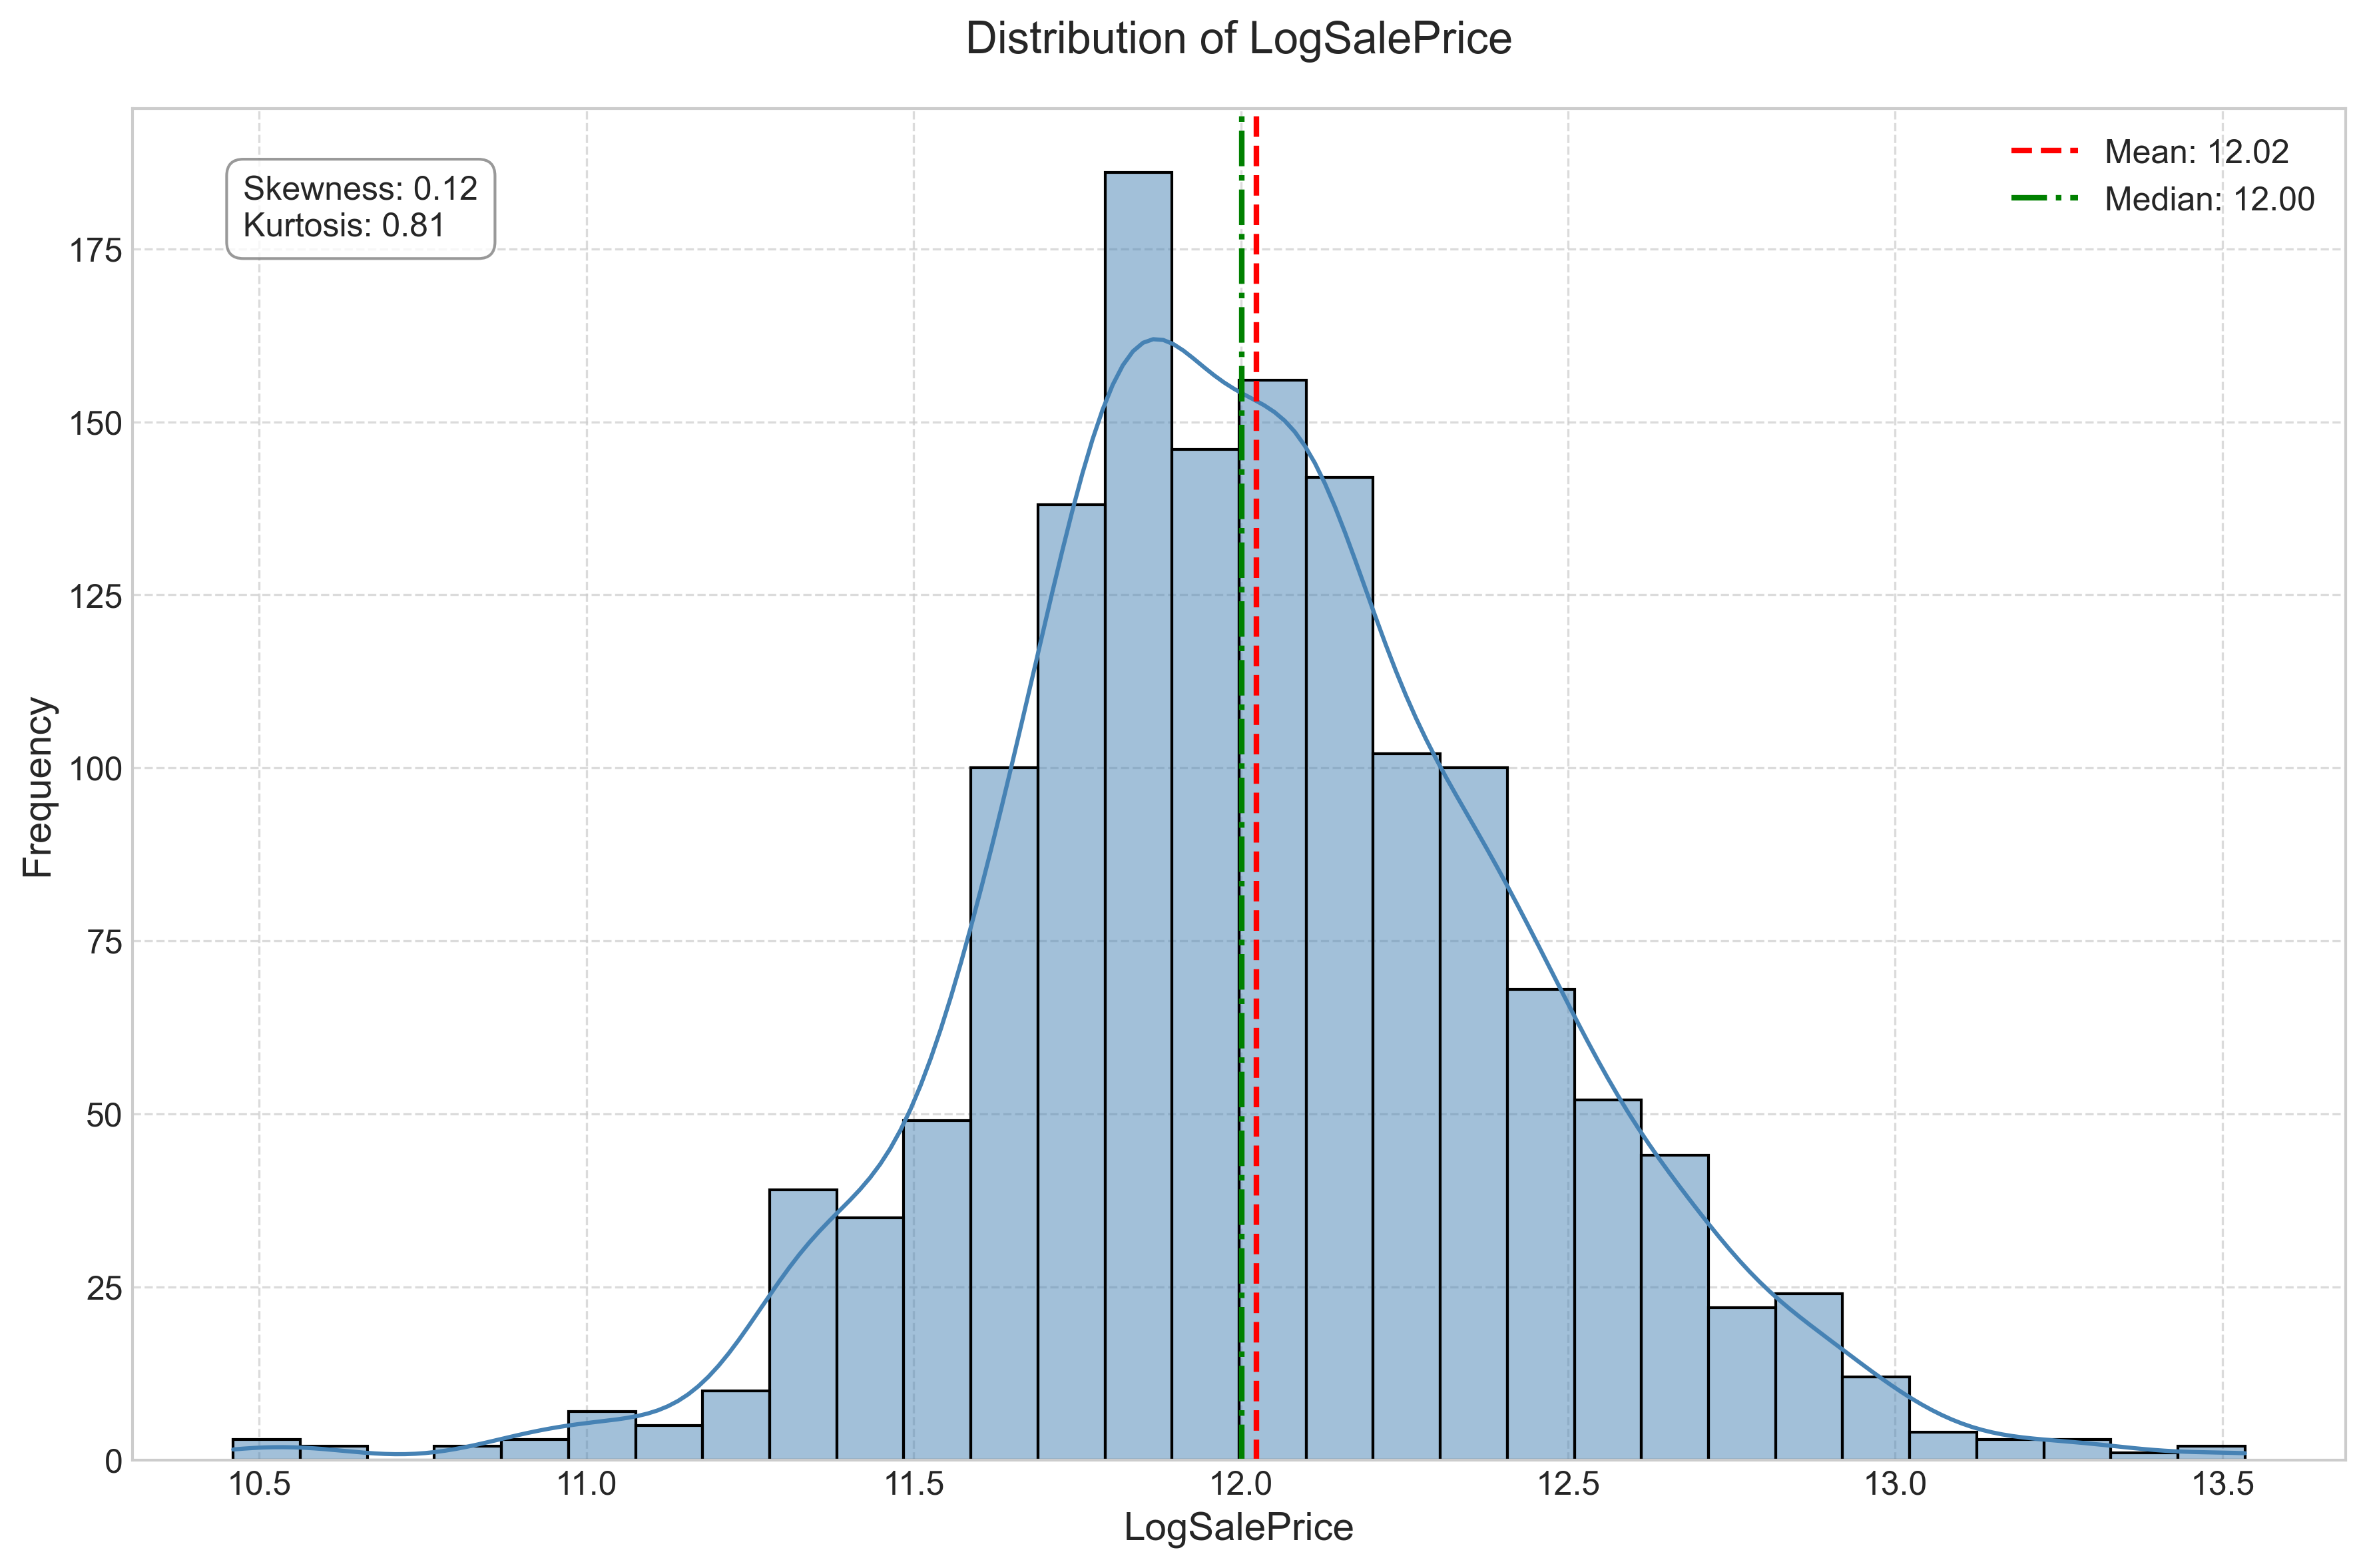 Distribution of LogSalePrice
Skewness: 0.12
Kurtosis: 0.81
Mean: 12.02
Median: 12.00
Frequency
175
150
125
100
75
50
25
0
10.5 11.0 11.5 12.0 12.5 13.0 13.5
LogSalePrice